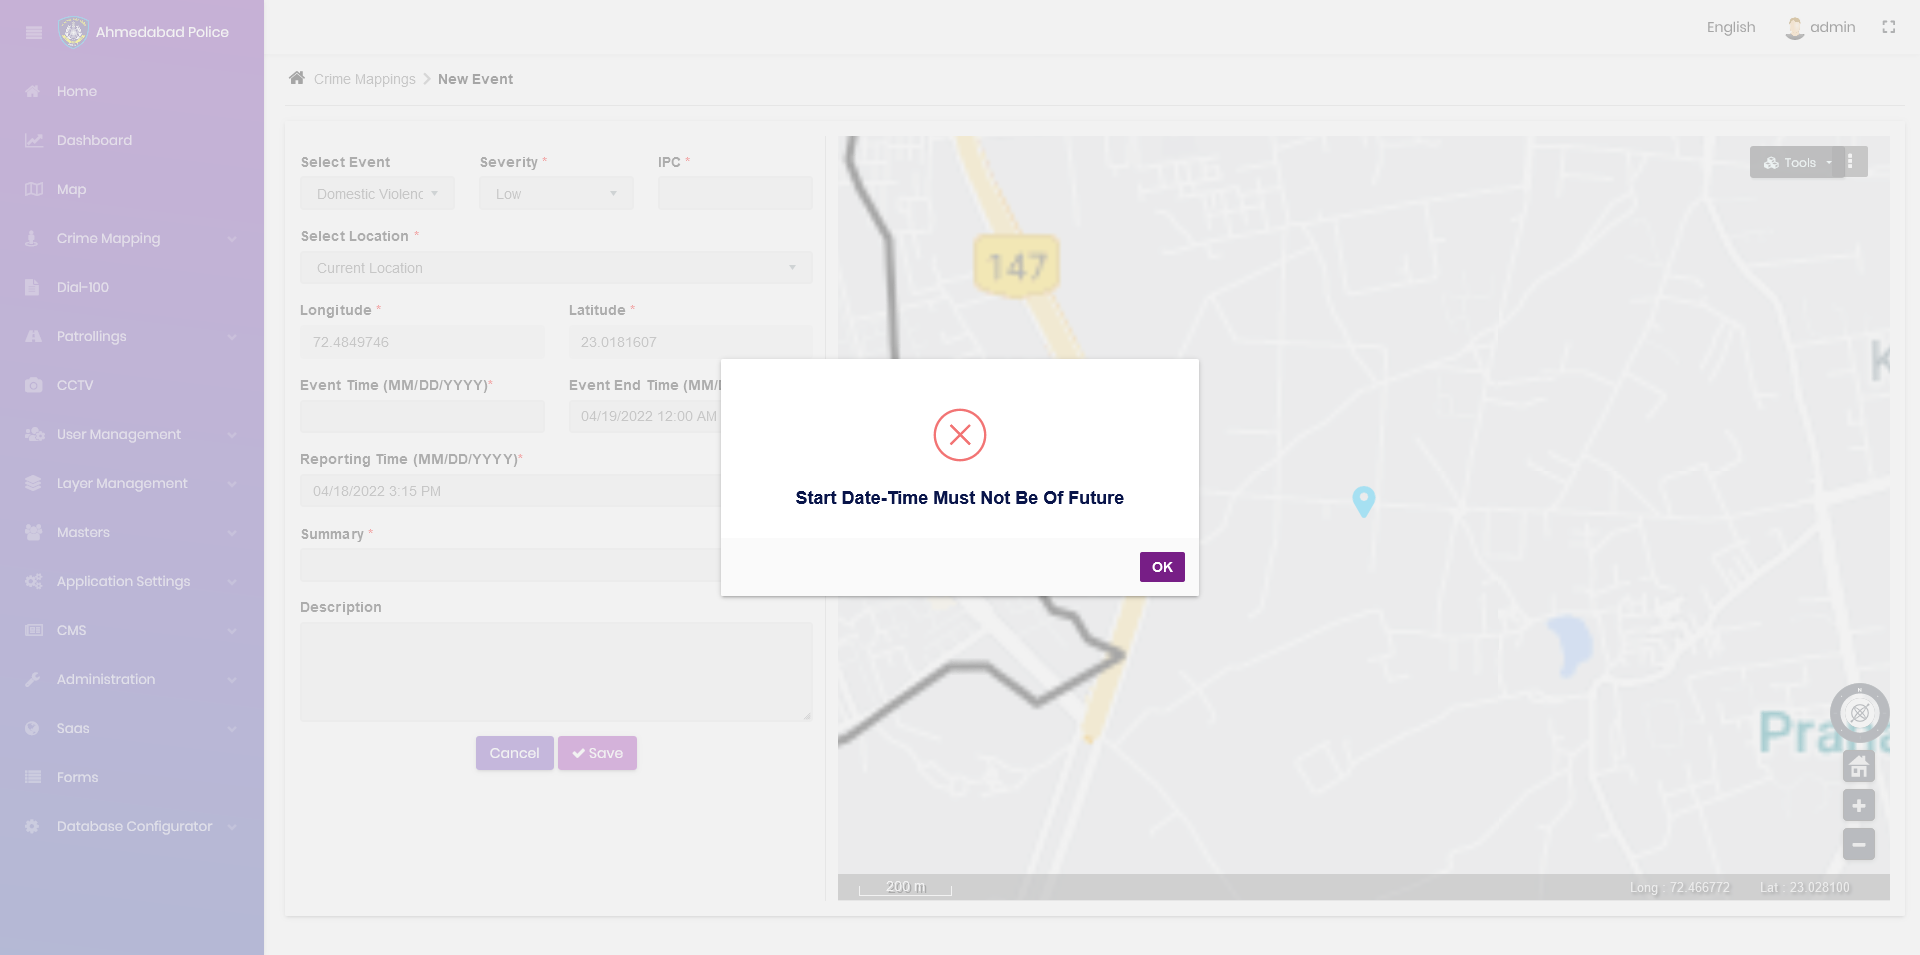 Ahmedabad Police
Home
Dashboard
Map
Crime Mapping
Dial-100
Patrollings
CCTV
User Management
Layer Management
Masters
Application Settings
CMS
Administration
Saas
Forms
Database Configurator
English
admin
Crime Mappings
New Event
Select Event
Severity *
IPC *
Domestic Violenc
Low
Select Location *
Current Location
Longitude *
Latitude *
72.4849746
23.0181607
Event Time (MM/DD/YYYY)*
Event End Time (MM/
04/19/2022 12:00 AM
Reporting Time (MM/DD/YYYY)*
04/18/2022 3:15 PM
Summary *
Description
Cancel
Save
Start Date-Time Must Not Be Of Future
OK
Tools
147
K
200 m
Long : 72.466772
Lat : 23.028100